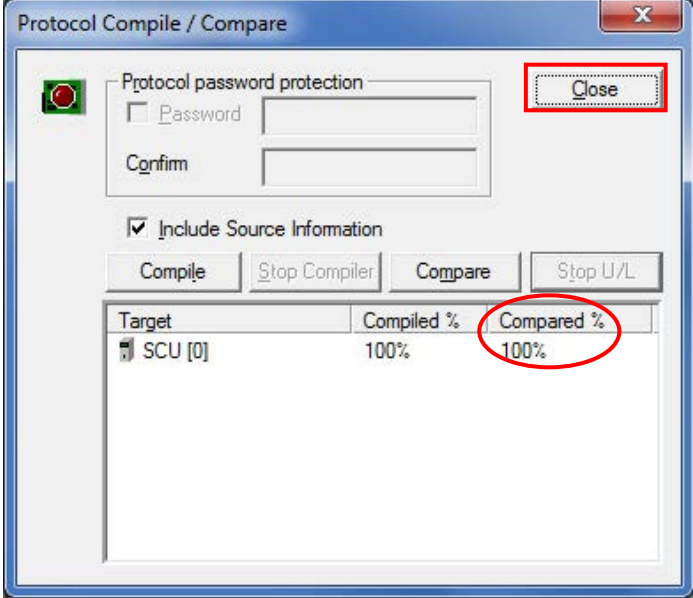 Protocol Compile / Compare
Protocol password protection
Close
Password
Confirm
Include Source Information
Compile Stop Compiler Compare Stop U/L
Target Compiled % Compared %
SCU [0] 100% 100%